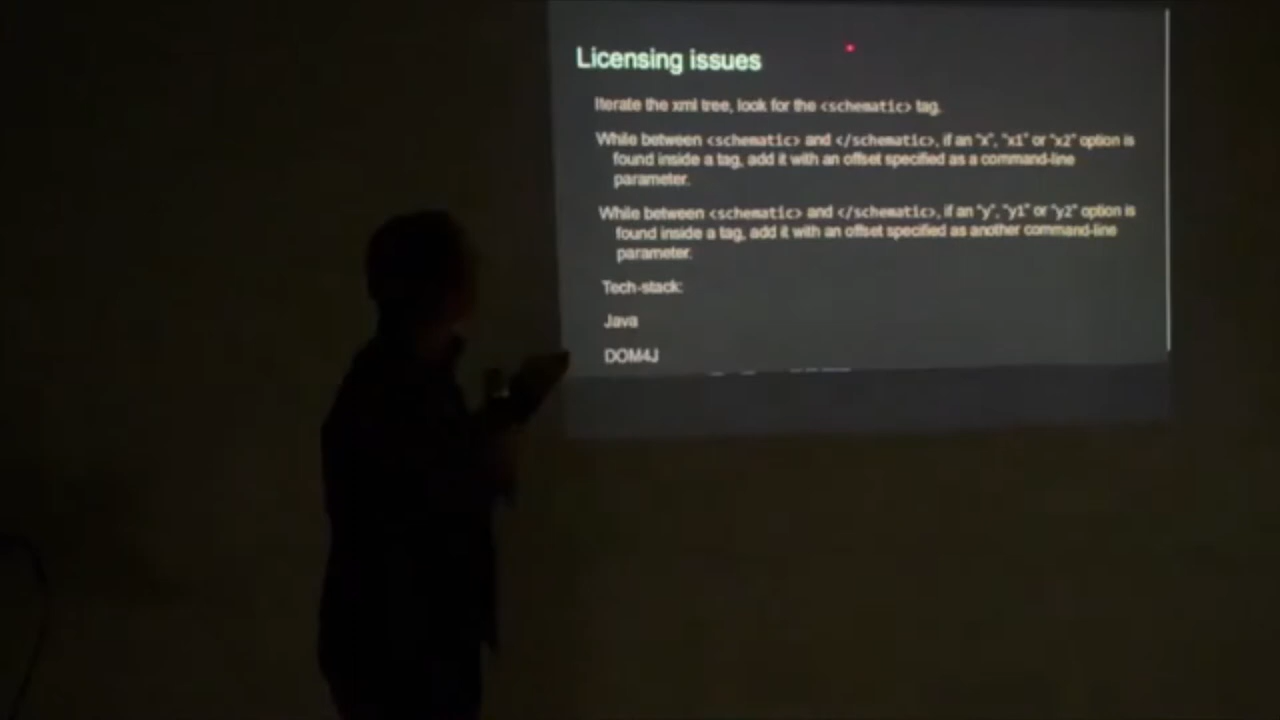 Licensing issues
Iterate the xml tree, look for the <schematic> tag.
While between <schematic> and </schematic>, if an "x", "x1" or "x2" option is
found inside a tag, add it with an offset specified as a command-line
parameter.
While between <schematic> and </schematic>, if an "y", "y1" or "y2" option is
found inside a tag, add it with an offset specified as another command-line
parameter.
Tech-stack:
Java
DOM4J